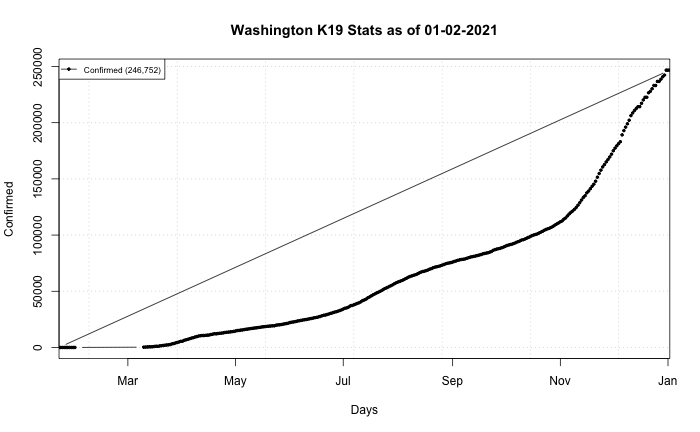 Washington K19 Stats as of 01-02-2021
Confirmed (246,752)
Confirmed
250000
200000
150000
100000
50000
0
Mar May Jul Sep Nov Jan
Days